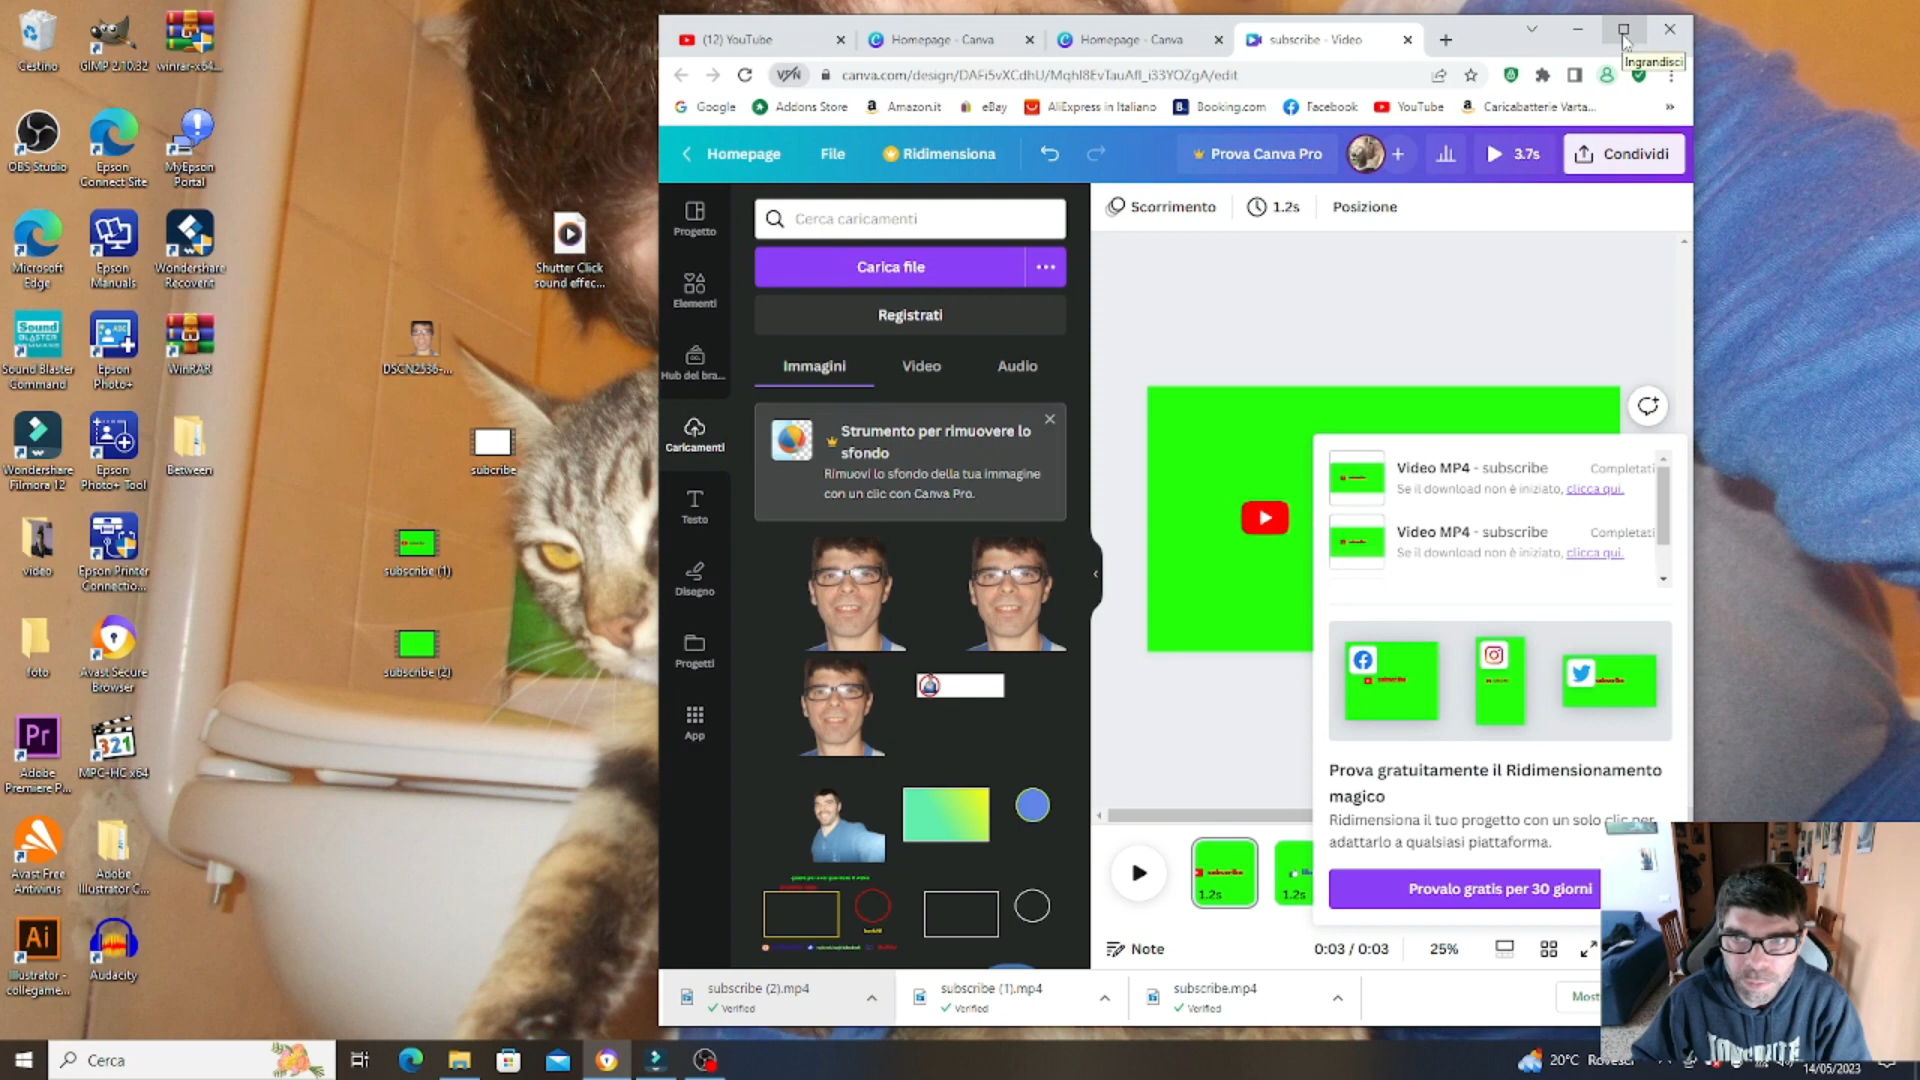 Cestino
GIMP 2.10.32
winrar-x64...
OBS Studio
Epson
Connect Site
MyEpson
Portal
Microsoft
Edge
Epson
Manuals
Wondershare
Recoverit
Sound
BLASTER
COMMAND
Sound Blaster
Command
Epson
Photo+
WinRAR
Wondershare
Filmora 12
Epson
Photo+ Tool
Between
video
Epson Printer
Connectio...
foto
Avast Secure
Browser
Pr
Adobe
Premiere P...
321
MPC-HC x64
Avast Free
Antivirus
Adobe
Illustrator C...
Ai
Illustrator -
collegame...
Audacity
Shutter Click
sound effec...
DSCN2536-...
subcribe
subscribe (1)
subscribe (2)
(12) YouTube
Homepage - Canva
Homepage - Canva
subscribe - Video
Ingrandisci
VPN
canva.com/design/DAFi5vXCdhU/MqhI8EvTauAfI_i33YOZgA/edit
Google
Addons Store
Amazon.it
eBay
AliExpress in Italiano
Booking.com
Facebook
YouTube
Caricabatterie Varta...
»
Homepage
File
Ridimensiona
Prova Canva Pro
3.7s
Condividi
Progetto
Elementi
Hub del bra...
Caricamenti
Testo
Disegno
Progetti
App
Cerca caricamenti
Carica file
Registrati
Immagini
Video
Audio
Strumento per rimuovere lo
sfondo
Rimuovi lo sfondo della tua immagine
con un clic con Canva Pro.
Scorrimento
1.2s
Posizione
Video MP4 - subscribe
Completati
Se il download non è iniziato, clicca qui.
Video MP4 - subscribe
Completati
Se il download non è iniziato, clicca qui.
Prova gratuitamente il Ridimensionamento
magico
Ridimensiona il tuo progetto con un solo clic per
adattarlo a qualsiasi piattaforma.
Provalo gratis per 30 giorni
1.2s
1.2s
Note
0:03 / 0:03
25%
subscribe (2).mp4
Verified
subscribe (1).mp4
Verified
subscribe.mp4
Verified
Most
Cerca
20°C
14/05/2023